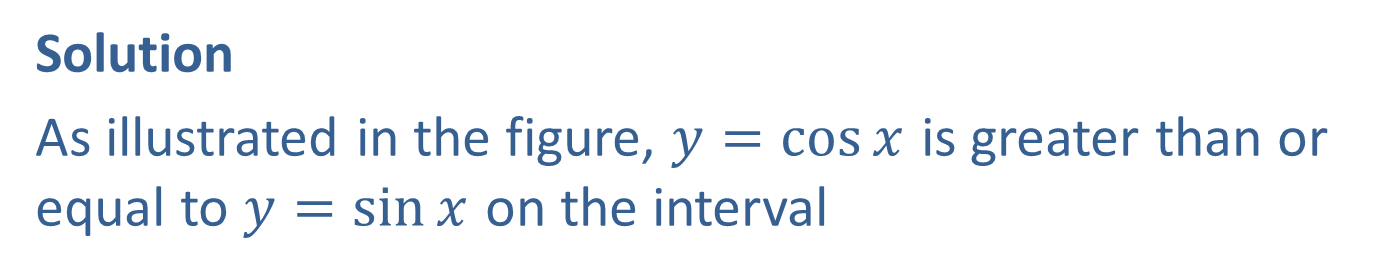 Solution
As illustrated in the figure, y = cos x is greater than or
equal to y = sin x on the interval